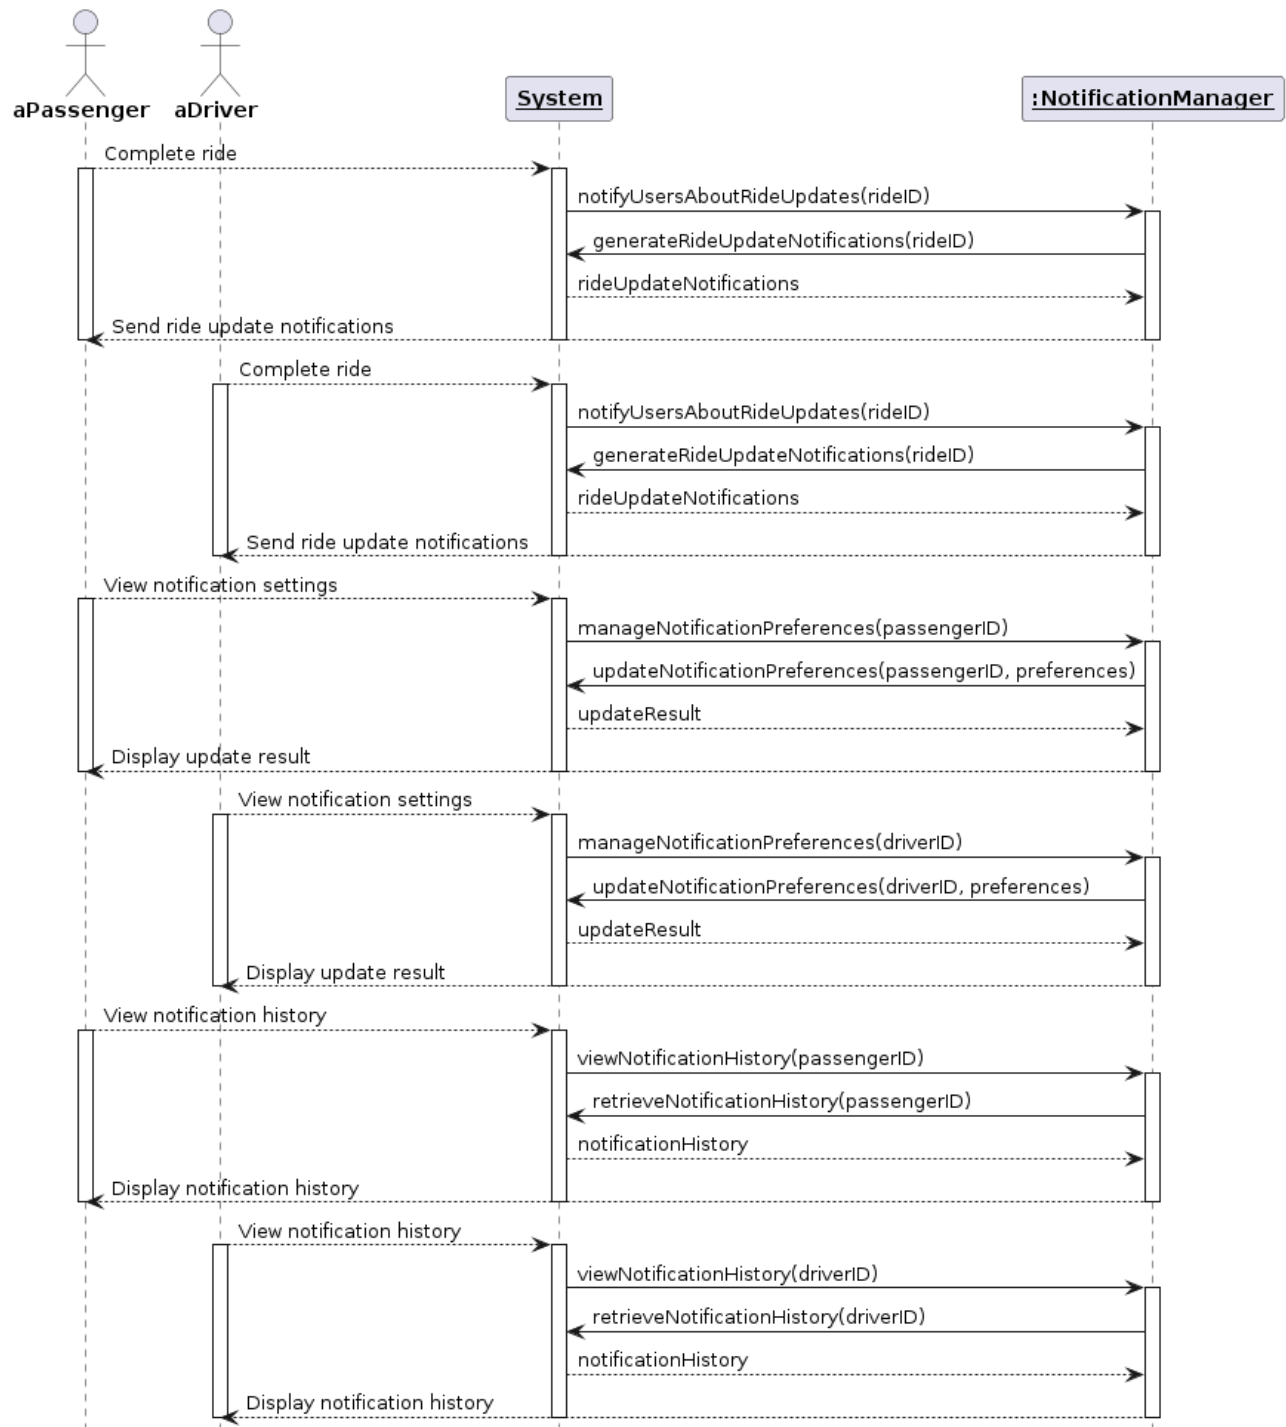 aPassenger
aDriver
System
:NotificationManager
Complete ride
notifyUsersAboutRideUpdates(rideID)
generateRideUpdateNotifications(rideID)
rideUpdateNotifications
Send ride update notifications
Complete ride
notifyUsersAboutRideUpdates(rideID)
generateRideUpdateNotifications(rideID)
rideUpdateNotifications
Send ride update notifications
View notification settings
manageNotificationPreferences(passengerID)
updateNotificationPreferences(passengerID, preferences)
updateResult
Display update result
View notification settings
manageNotificationPreferences(driverID)
updateNotificationPreferences(driverID, preferences)
updateResult
Display update result
View notification history
viewNotificationHistory(passengerID)
retrieveNotificationHistory(passengerID)
notificationHistory
Display notification history
View notification history
viewNotificationHistory(driverID)
retrieveNotificationHistory(driverID)
notificationHistory
Display notification history